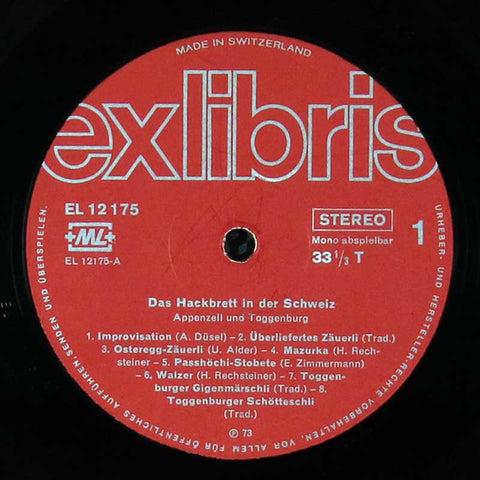 MADE IN SWITZERLAND
exlibris
EL 12175
STEREO
1
+ML+
Mono abspielbar
EL 12175-A
33 1/3 T
Das Hackbrett in der Schweiz
Appenzell und Toggenburg
1. Improvisation (A. Düsel) – 2. Überliefertes Zäuerli (Trad.)
3. Osteregg-Zäuerli (U. Alder) – 4. Mazurka (H. Rech-
steiner – 5. Passhöchi-Stobete (E. Zimmermann)
– 6. Walzer (H. Rechsteiner) – 7. Toggen-
burger Gigenmärschli (Trad.) – 8.
Toggenburger Schötteschli
(Trad.)
℗ 73
URHEBER- UND HERSTELLER-RECHTE VORBEHALTEN. VOR ALLEM FÜR ÖFFENTLICHES AUFFÜHREN, SENDEN UND ÜBERSPIELEN.